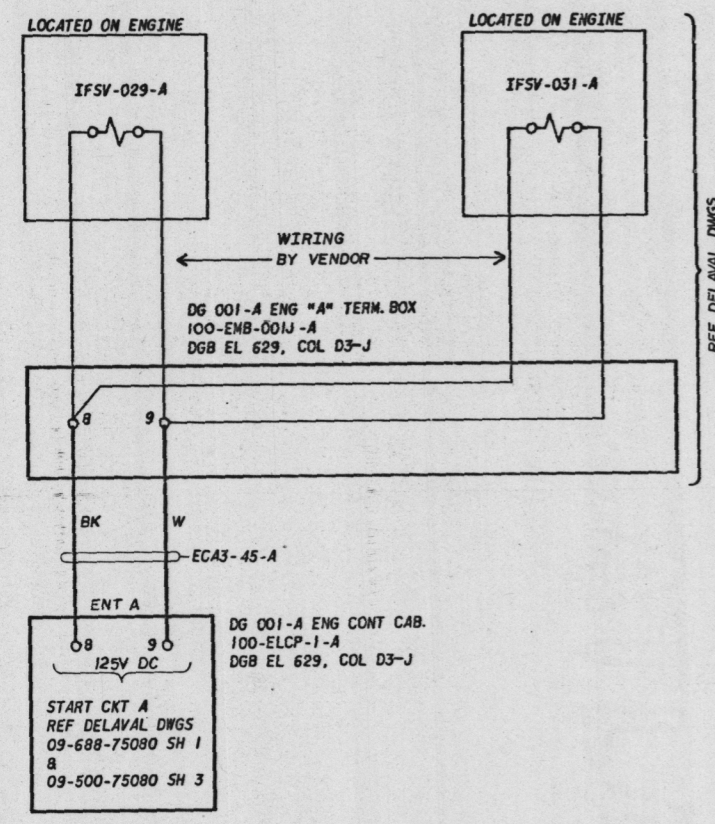 LOCATED ON ENGINE
LOCATED ON ENGINE
IFSV-029-A
IFSV-031-A
WIRING
BY VENDOR
REF DELAVAL DWGS
DG 001-A ENG "A" TERM. BOX
100-EMB-001J-A
DGB EL 629, COL D3-J
8
9
BK
W
ECA3-45-A
ENT A
8
9
125V DC
DG 001-A ENG CONT CAB.
100-ELCP-1-A
DGB EL 629, COL D3-J
START CKT A
REF DELAVAL DWGS
09-688-75080 SH 1
&
09-500-75080 SH 3